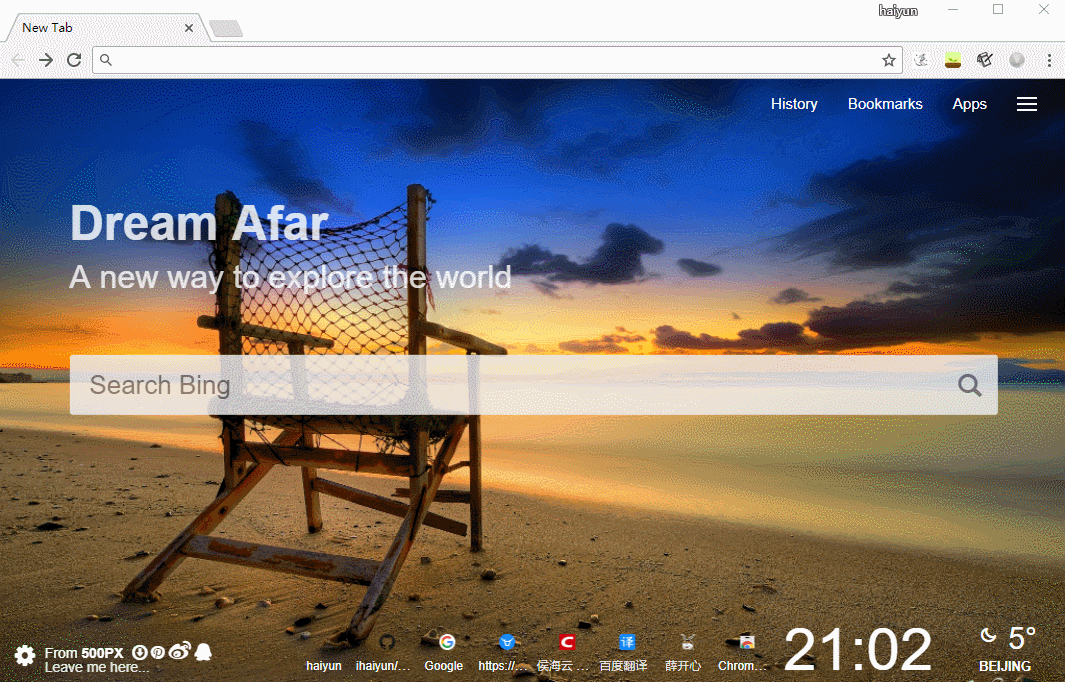 haiyun
New Tab
History Bookmarks Apps
Dream Afar
A new way to explore the world
Search Bing
From 500PX
Leave me here...
haiyun ihaiyun/… Google https://… 侯海云 … 百度翻译 薛开心 Chrom…
译
21:02
5°
BEIJING